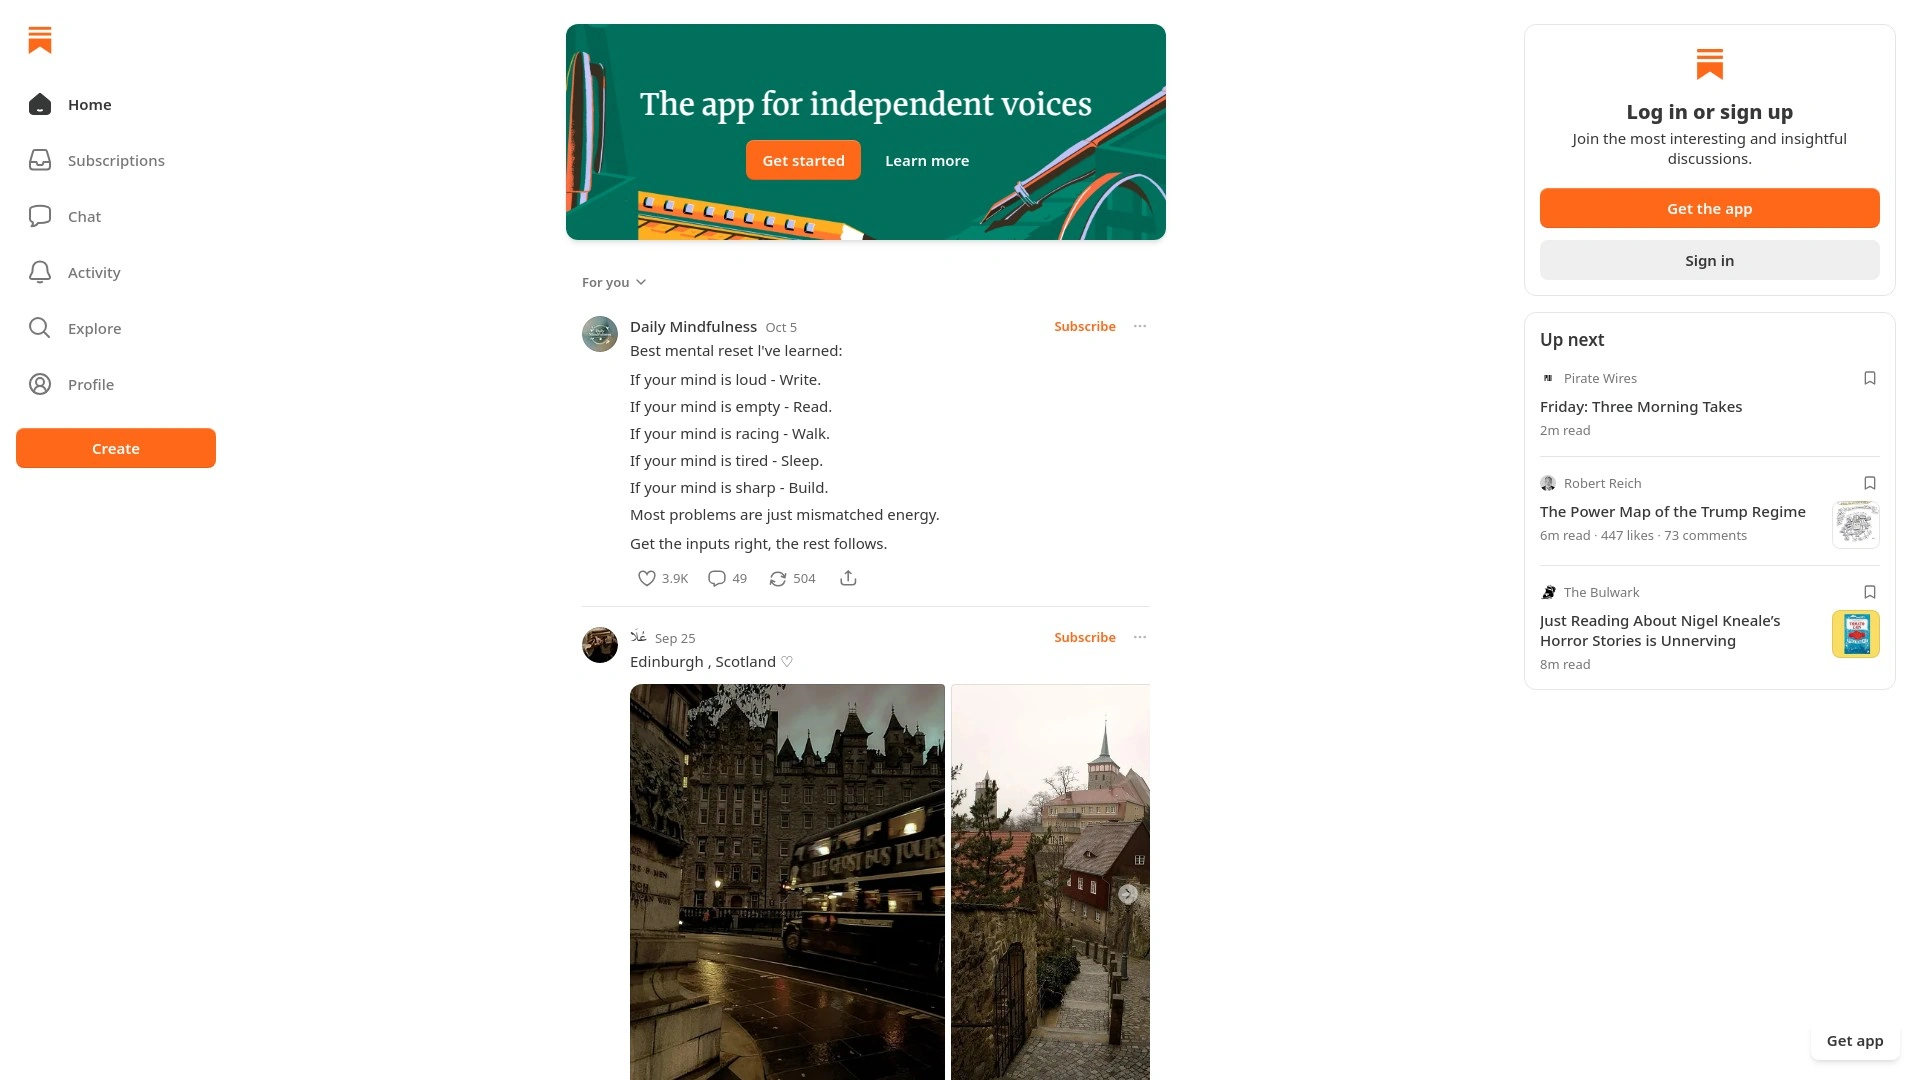 Home
Subscriptions
Chat
Activity
Explore
Profile
Create
The app for independent voices
Get started
Learn more
For you
Daily Mindfulness Oct 5
Subscribe
Best mental reset I've learned:
If your mind is loud - Write.
If your mind is empty - Read.
If your mind is racing - Walk.
If your mind is tired - Sleep.
If your mind is sharp - Build.
Most problems are just mismatched energy.
Get the inputs right, the rest follows.
3.9K 49 504
عُلَا Sep 25
Subscribe
Edinburgh , Scotland ♡
THE GHOST BUS TOURS
Log in or sign up
Join the most interesting and insightful
discussions.
Get the app
Sign in
Up next
Pirate Wires
Friday: Three Morning Takes
2m read
Robert Reich
The Power Map of the Trump Regime
6m read · 447 likes · 73 comments
The Bulwark
Just Reading About Nigel Kneale’s
Horror Stories is Unnerving
8m read
Get app